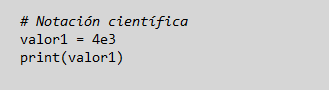 # Notación científica
valor1 = 4e3
print(valor1)